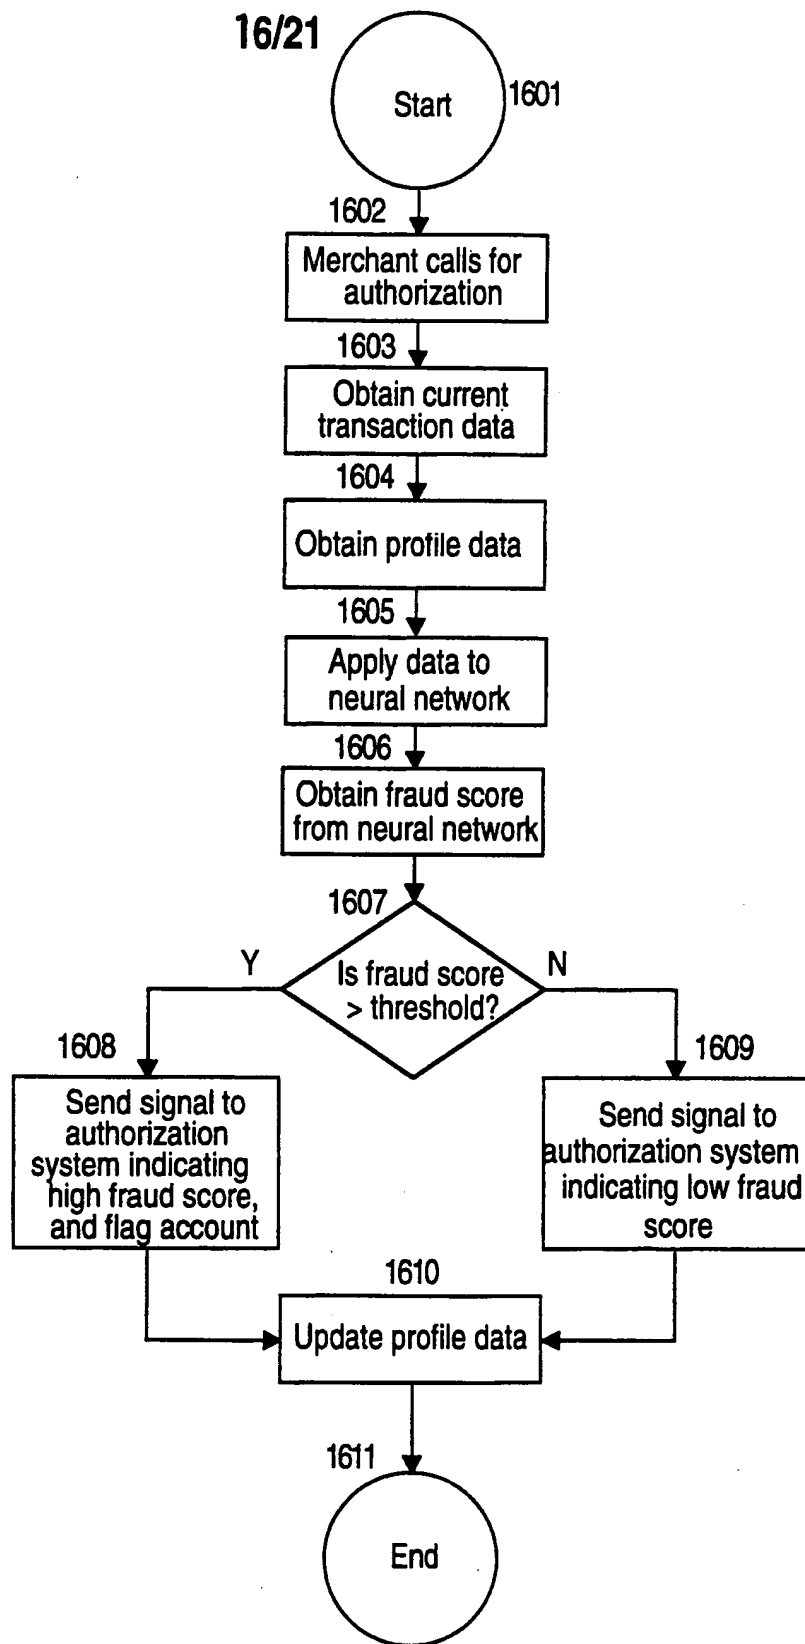 16/21
Start
1601
1602
Merchant calls for
authorization
1603
Obtain current
transaction data
1604
Obtain profile data
1605
Apply data to
neural network
1606
Obtain fraud score
from neural network
1607
Y
Is fraud score
> threshold?
N
1608
Send signal to
authorization
system indicating
high fraud score,
and flag account
1609
Send signal to
authorization system
indicating low fraud
score
1610
Update profile data
1611
End